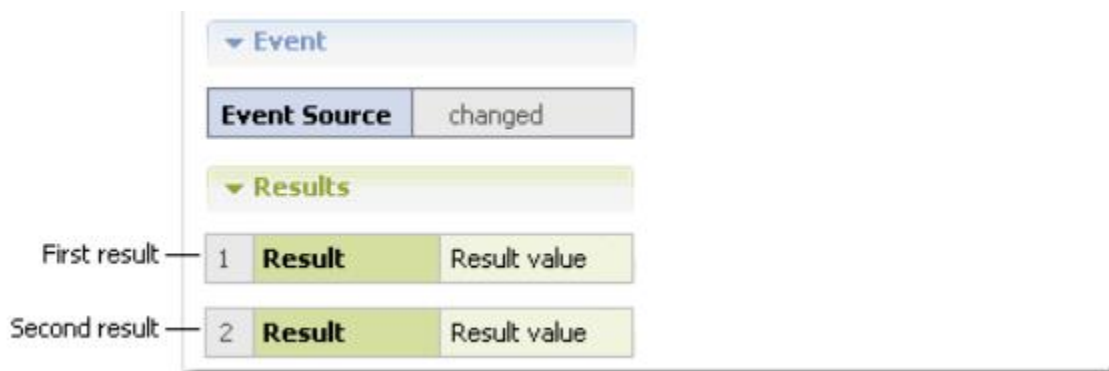 Event
Event Source changed
Results
First result 1 Result Result value
Second result 2 Result Result value